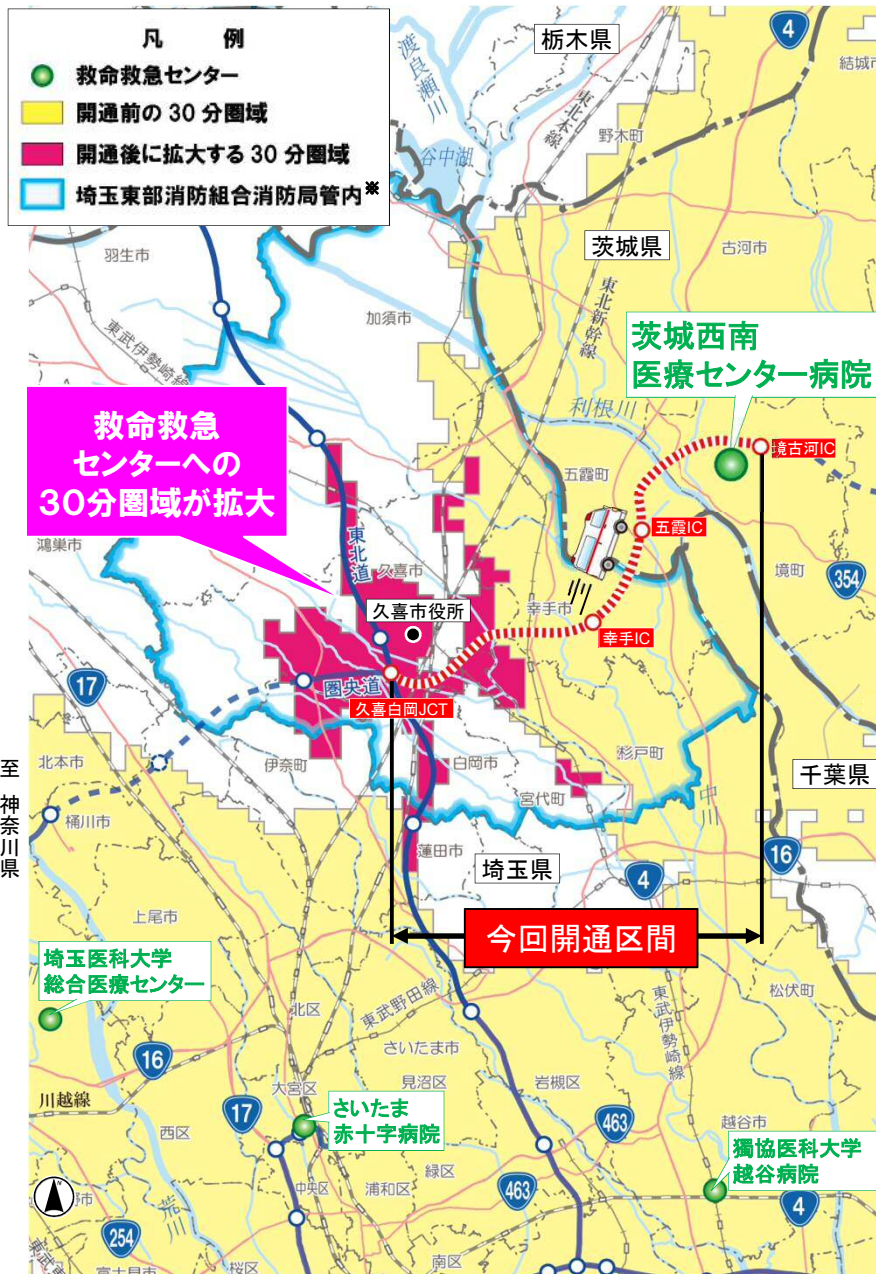 凡 例
救命救急センター
開通前の 30 分圏域
開通後に拡大する 30 分圏域
埼玉東部消防組合消防局管内※
栃木県
4
結城市
渡良瀬川
東北本線
野木町
谷中湖
茨城県
古河市
羽生市
加須市
東北新幹線
東武伊勢崎線
茨城西南
医療センター病院
利根川
救命救急
センターへの
30分圏域が拡大
境古河IC
五霞町
五霞IC
鴻巣市
東北道
久喜市
境町
354
久喜市役所
幸手市
幸手IC
17
圏央道
久喜白岡JCT
至 神奈川県
北本市
伊奈町
白岡市
杉戸町
千葉県
宮代町
中川
桶川市
蓮田市
埼玉県
16
4
上尾市
今回開通区間
埼玉医科大学
総合医療センター
北区
東武野田線
東武伊勢崎線
松伏町
さいたま市
16
見沼区
岩槻区
大宮区
川越線
17
さいたま
赤十字病院
463
越谷市
西区
獨協医科大学
越谷病院
緑区
中央区
浦和区
463
4
野市
荒川
254
富士見市
桜区
南区